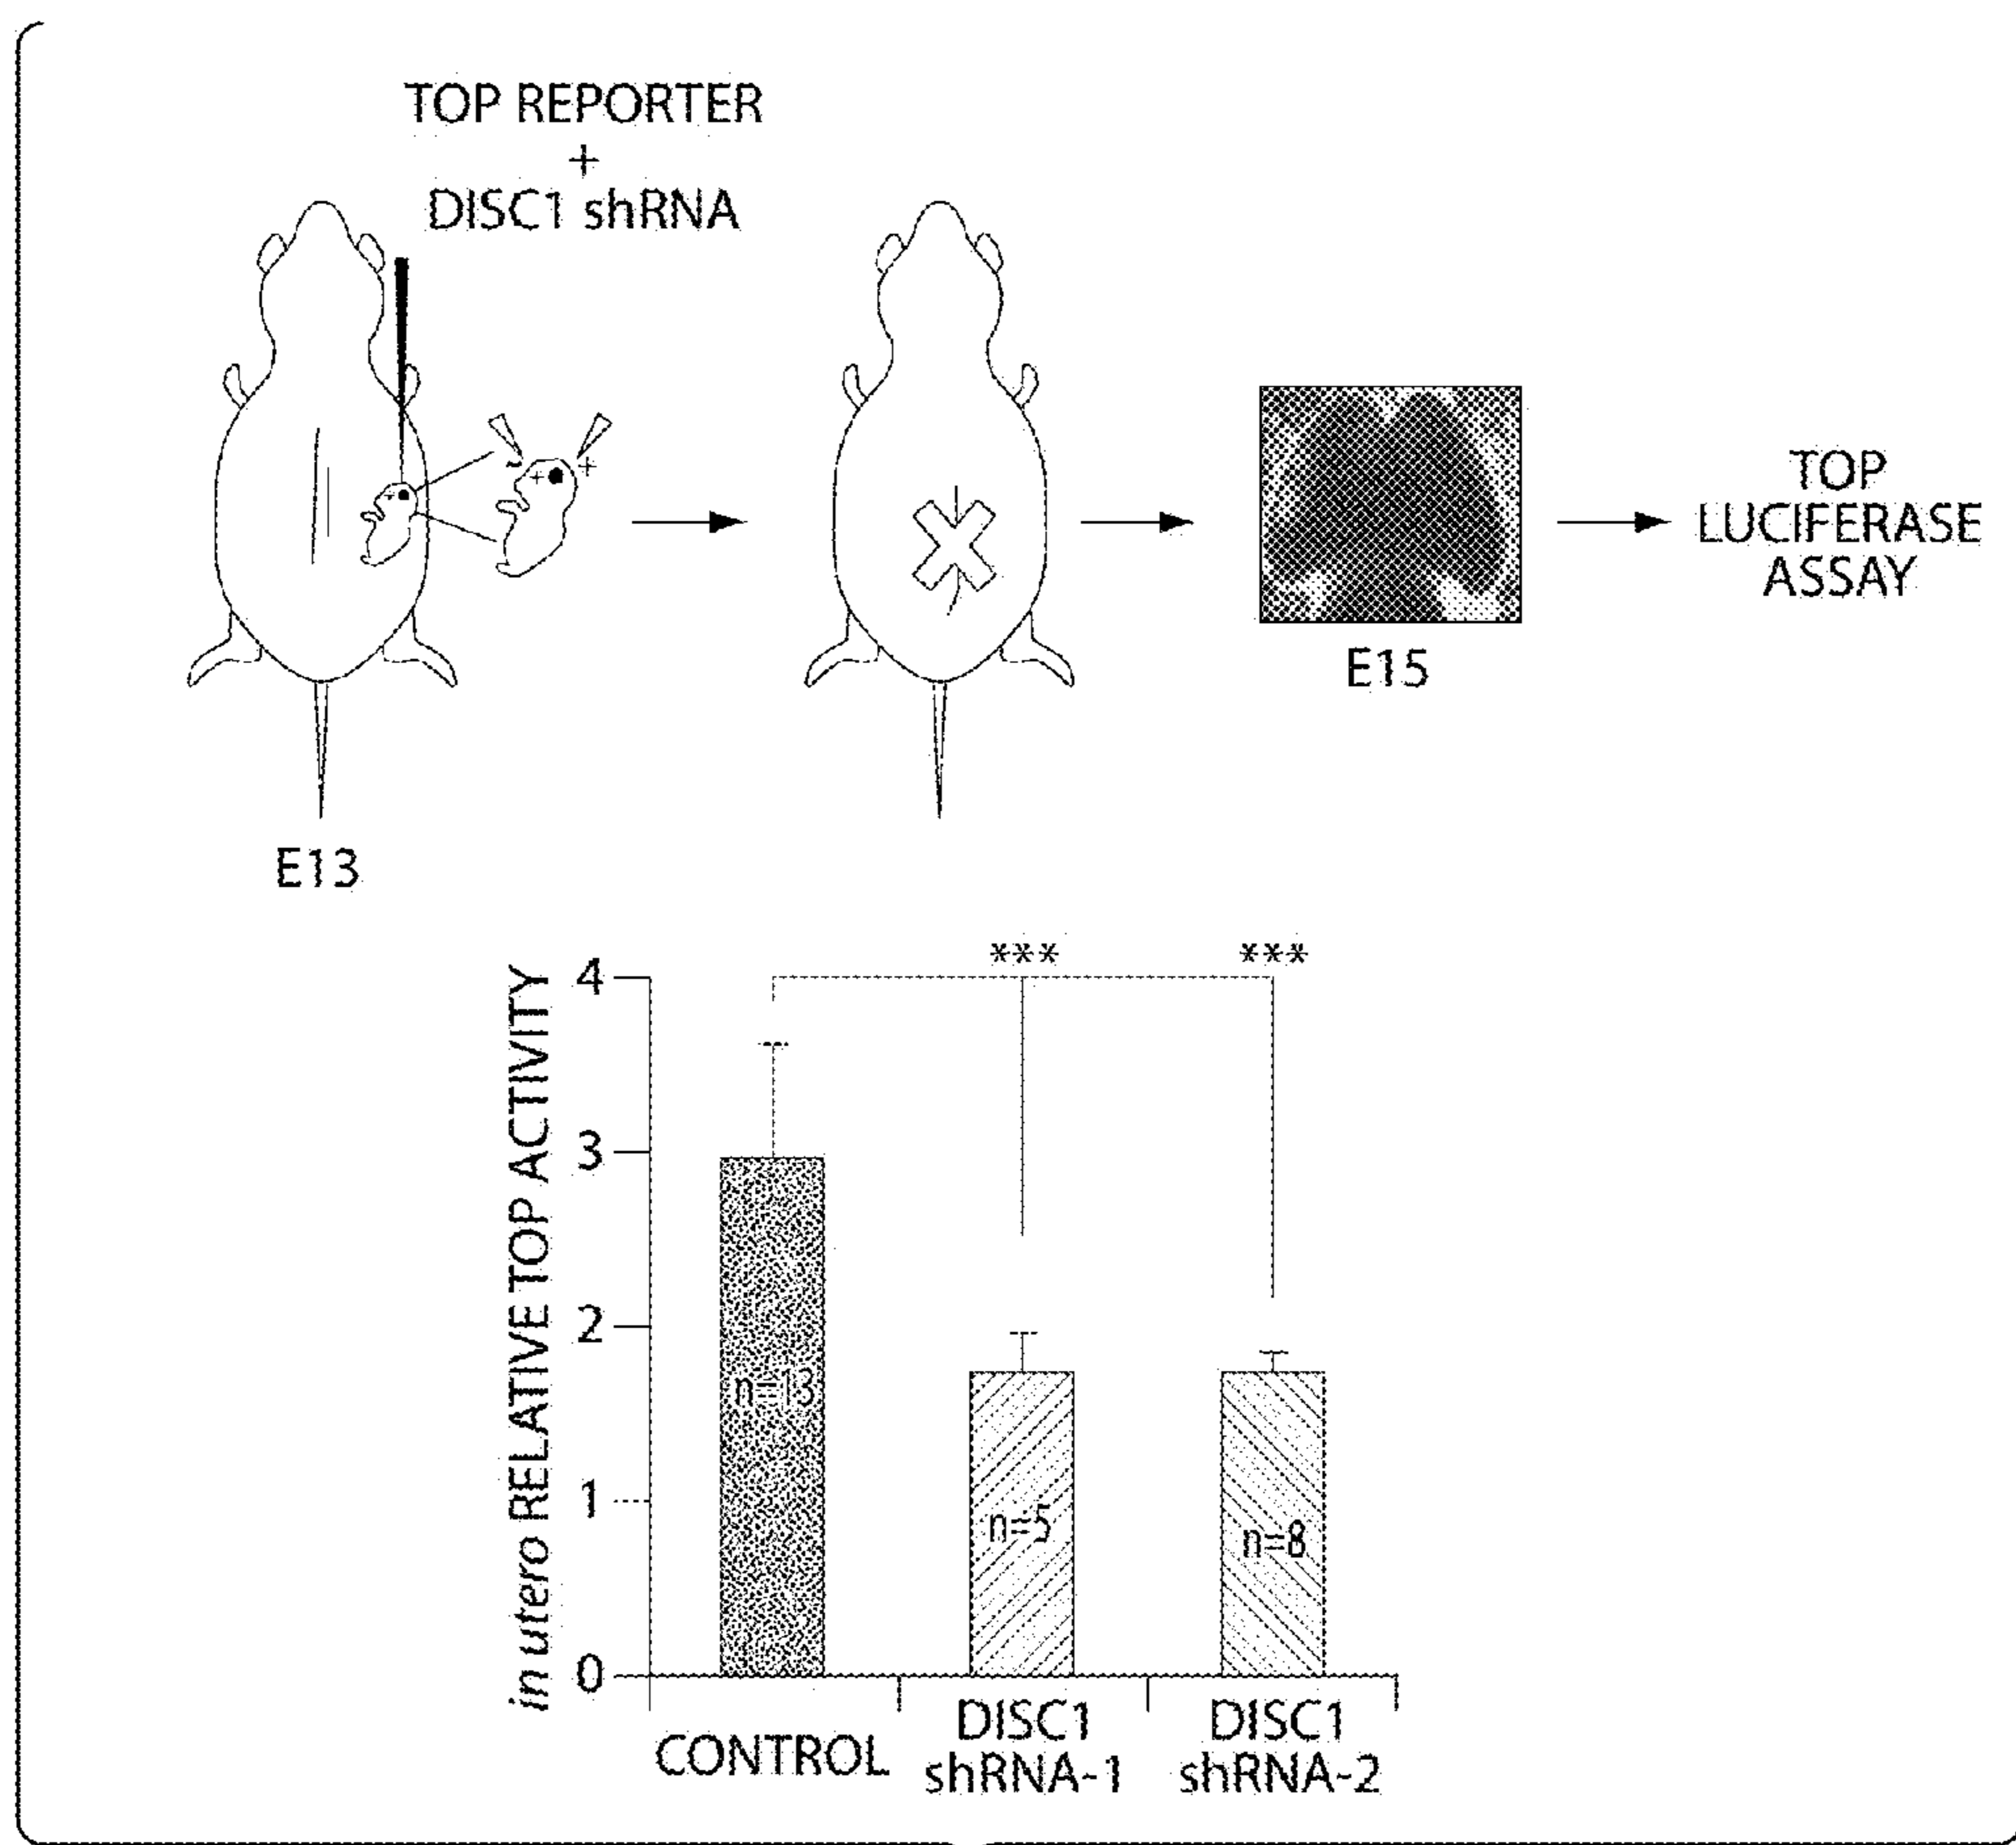 TOP REPORTER
+
DISC1 shRNA
- + +
+
E13
E15
TOP
LUCIFERASE
ASSAY
*** ***
in utero RELATIVE TOP ACTIVITY
4
3
2
1
0
n=13
n=5
n=8
CONTROL
DISC1
shRNA-1
DISC1
shRNA-2